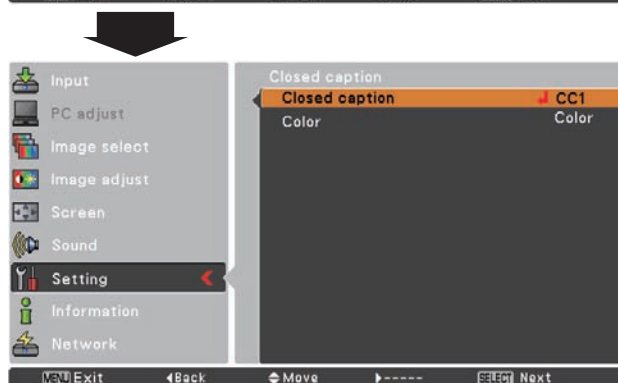 Input
PC adjust
Image select
Image adjust
Screen
Sound
Setting
Information
Network
Closed caption
Closed caption CC1
Color Color
MENU Exit Back Move ----- SELECT Next